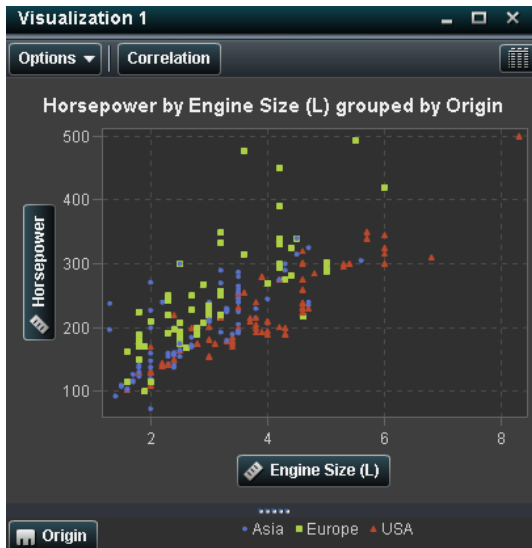 Visualization 1
Options
Correlation
Horsepower by Engine Size (L) grouped by Origin
500
400
300
200
100
Horsepower
2
4
6
8
Engine Size (L)
Origin
Asia
Europe
USA